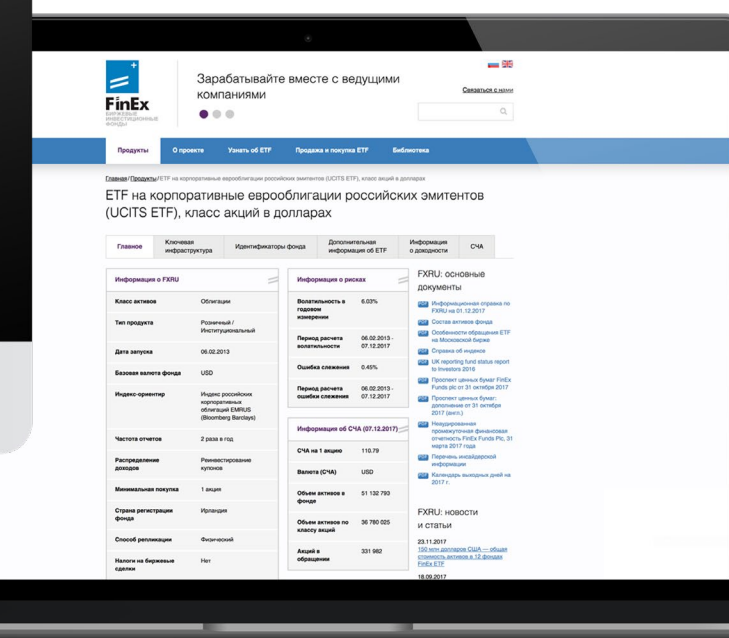 Зарабатывайте вместе с ведущими
компаниями
Связаться с нами
FinEx
БИРЖЕВЫЕ
ИНВЕСТИЦИОННЫЕ
ФОНДЫ
Продукты О проекте Узнать об ETF Продажа и покупка ETF Библиотека
Главная/Продукты/ETF на корпоративные еврооблигации российских эмитентов (UCITS ETF), класс акций в долларах
ETF на корпоративные еврооблигации российских эмитентов
(UCITS ETF), класс акций в долларах
Главное
Ключевая
инфраструктура
Идентификаторы фонда
Дополнительная
информация об ETF
Информация
о доходности
СЧА
Информация о FXRU
Класс активов Облигации
Тип продукта Розничный /
Институциональный
Дата запуска 06.02.2013
Базовая валюта фонда USD
Индекс-ориентир Индекс российских
корпоративных
облигаций EMRUS
(Bloomberg Barclays)
Частота отчетов 2 раза в год
Распределение Реинвестирование
доходов купонов
Минимальная покупка 1 акция
Страна регистрации Ирландия
фонда
Способ репликации Физический
Налоги на биржевые Нет
сделки
Информация о рисках
Волатильность в 6.03%
годовом
измерении
Период расчета 06.02.2013 -
волатильности 07.12.2017
Ошибка слежения 0.45%
Период расчета 06.02.2013 -
ошибки слежения 07.12.2017
Информация об СЧА (07.12.2017)
СЧА на 1 акцию 110.79
Валюта (СЧА) USD
Объем активов в 51 132 793
фонде
Объем активов по 36 780 025
классу акций
Акций в 331 982
обращении
FXRU: основные
документы
PDF Информационная справка по
FXRU на 01.12.2017
PDF Состав активов фонда
PDF Особенности обращения ETF
на Московской бирже
PDF Справка об индексе
PDF UK reporting fund status report
to Investors 2016
PDF Проспект ценных бумаг FinEx
Funds plc от 31 октября 2017
PDF Проспект ценных бумаг:
дополнение от 31 октября
2017 (англ.)
PDF Неаудированная
промежуточная финансовая
отчетность FinEx Funds Plc, 31
марта 2017 года
PDF Перечень инсайдерской
информации
PDF Календарь выходных дней на
2017 г.
FXRU: новости
и статьи
23.11.2017
150 млн долларов США — общая
стоимость активов в 12 фондах
FinEx ETF
18.09.2017